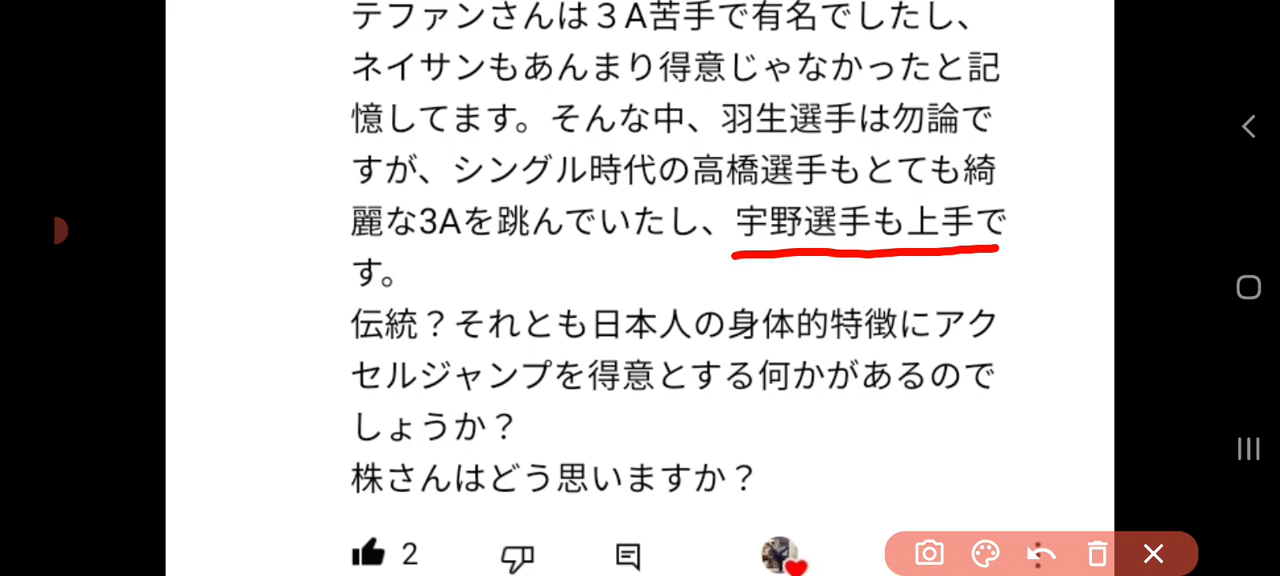 テファンさんは３A苦手で有名でしたし、
ネイサンもあんまり得意じゃなかったと記
憶してます。そんな中、羽生選手は勿論で
すが、シングル時代の高橋選手もとても綺
麗な3Aを跳んでいたし、宇野選手も上手で
す。
伝統？それとも日本人の身体的特徴にアク
セルジャンプを得意とする何かがあるので
しょうか？
株さんはどう思いますか？
2